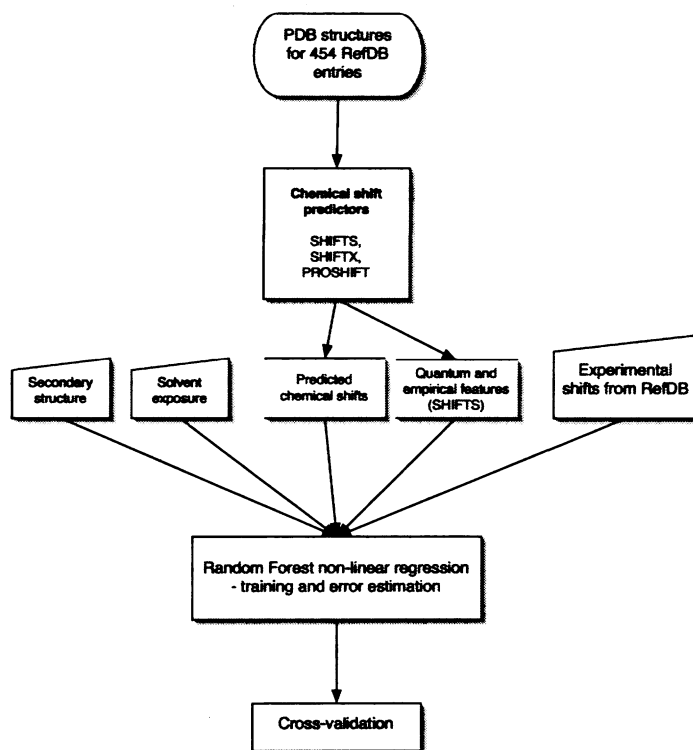 PDB structures
for 454 RefDB
entries
Chemical shift
predictors
SHIFTS,
SHIFTX,
PROSHIFT
Secondary
structure
Solvent
exposure
Predicted
chemical shifts
Quantum and
empirical features
(SHIFTS)
Experimental
shifts from RefDB
Random Forest non-linear regression
- training and error estimation
Cross-validation